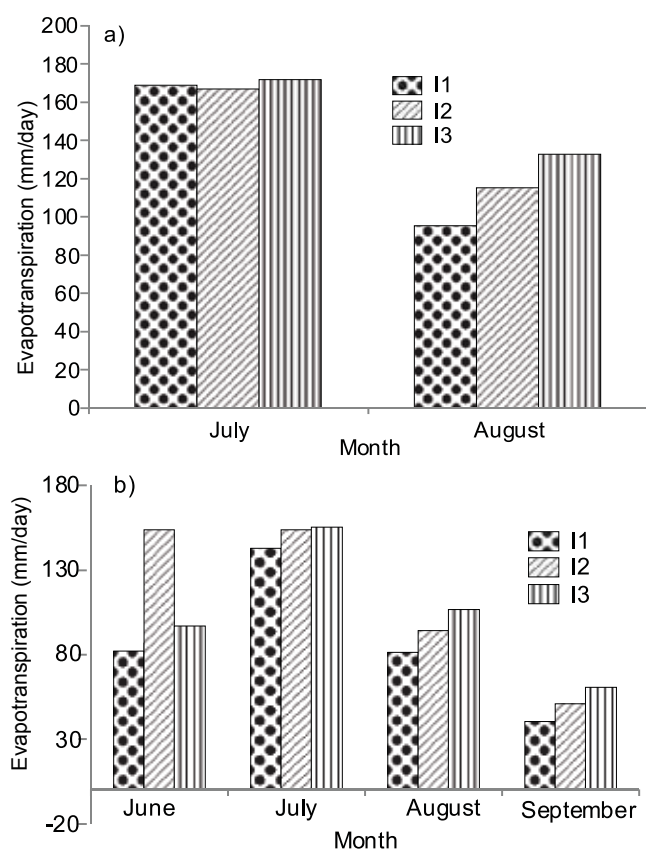 200
a)
180
160
140
120
100
80
60
40
20
0
Evapotranspiration (mm/day)
I1
I2
I3
July
August
Month
180
b)
130
80
30
-20
Evapotranspiration (mm/day)
I1
I2
I3
June
July
August
September
Month